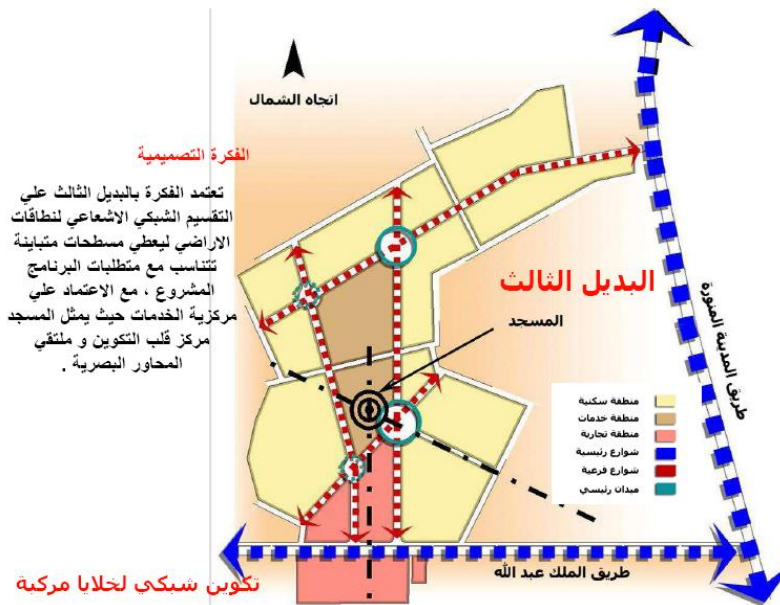 اتجاه الشمال
الفكرة التصميمية
تعتمد الفكرة بالبديل الثالث علي
التقسيم الشبكي الاشعاعي لنطاقات
الاراضي ليعطي مسطحات متباينة
تتناسب مع متطلبات البرنامج
المشروع ، مع الاعتماد علي
مركزية الخدمات حيث يمثل المسجد
مركز قلب التكوين و ملتقي
المحاور البصرية .
البديل الثالث
المسجد
طريق المدينة المنورة
منطقة سكنية
منطقة خدمات
منطقة تجارية
شوارع رئيسية
شوارع فرعية
ميدان رئيسي
طريق الملك عبد الله
تكوين شبكي لخلايا مركبة